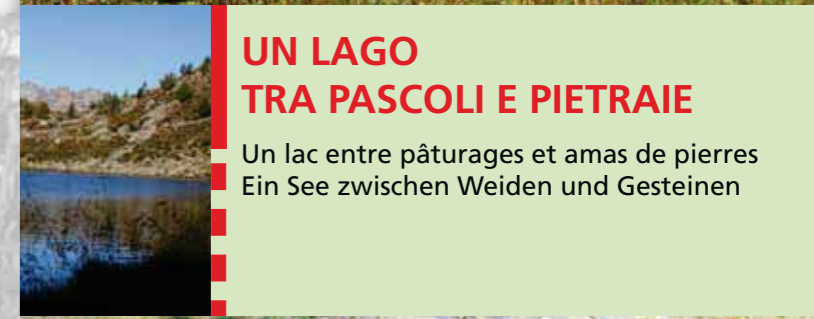 UN LAGO
TRA PASCOLI E PIETRAIE
Un lac entre pâturages et amas de pierres
Ein See zwischen Weiden und Gesteinen